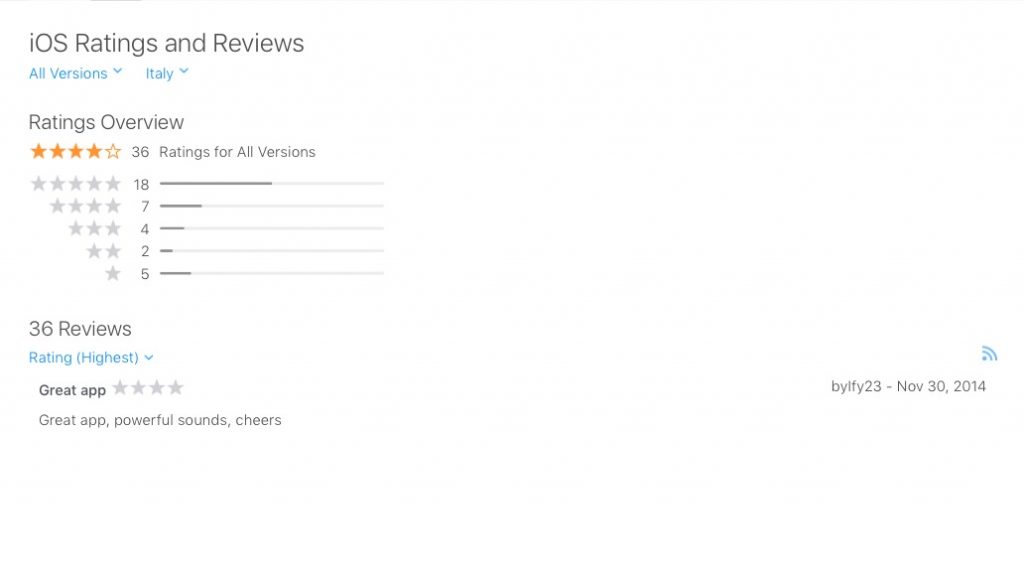 iOS Ratings and Reviews
All Versions Italy
Ratings Overview
36 Ratings for All Versions
18
7
4
2
5
36 Reviews
Rating (Highest)
Great app bylfy23 - Nov 30, 2014
Great app, powerful sounds, cheers